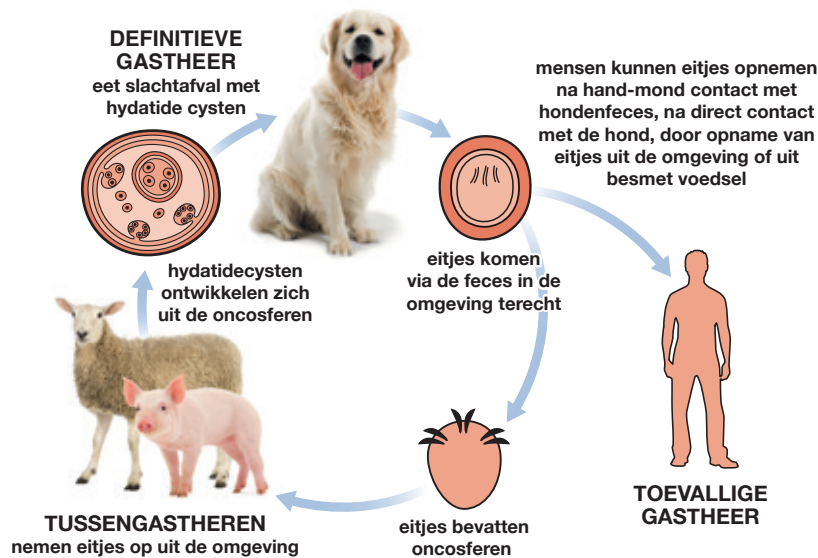 DEFINITIEVE
GASTHEER
eet slachtafval met
hydatide cysten
mensen kunnen eitjes opnemen
na hand-mond contact met
hondenfeces, na direct contact
met de hond, door opname van
eitjes uit de omgeving of uit
besmet voedsel
eitjes komen
via de feces in de
omgeving terecht
hydatidecysten
ontwikkelen zich
uit de oncosferen
TUSSENGASTHEREN
nemen eitjes op uit de omgeving
eitjes bevatten
oncosferen
TOEVALLIGE
GASTHEER